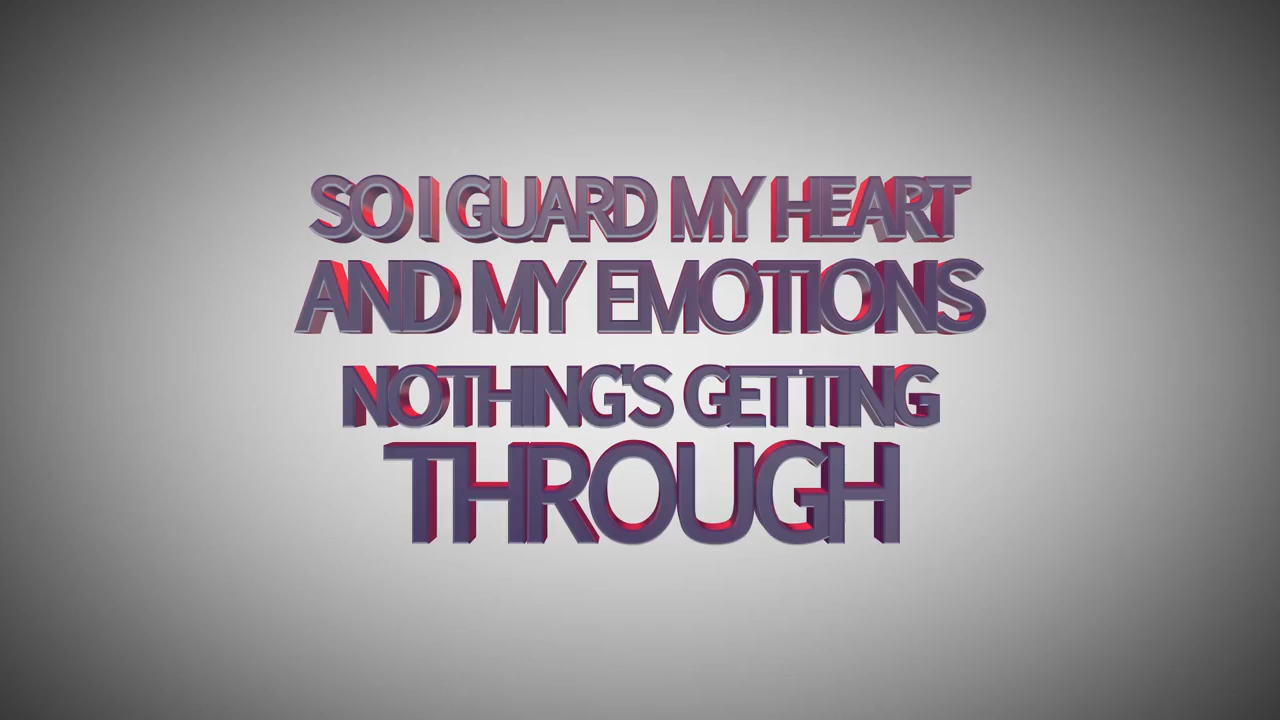 SO I GUARD MY HEART
AND MY EMOTIONS
NOTHING'S GETTING
THROUGH